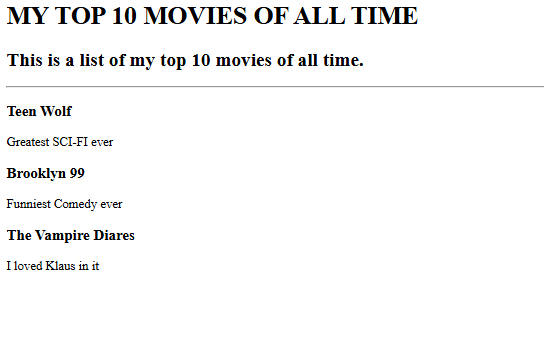 MY TOP 10 MOVIES OF ALL TIME
This is a list of my top 10 movies of all time.
Teen Wolf
Greatest SCI-FI ever
Brooklyn 99
Funniest Comedy ever
The Vampire Diares
I loved Klaus in it